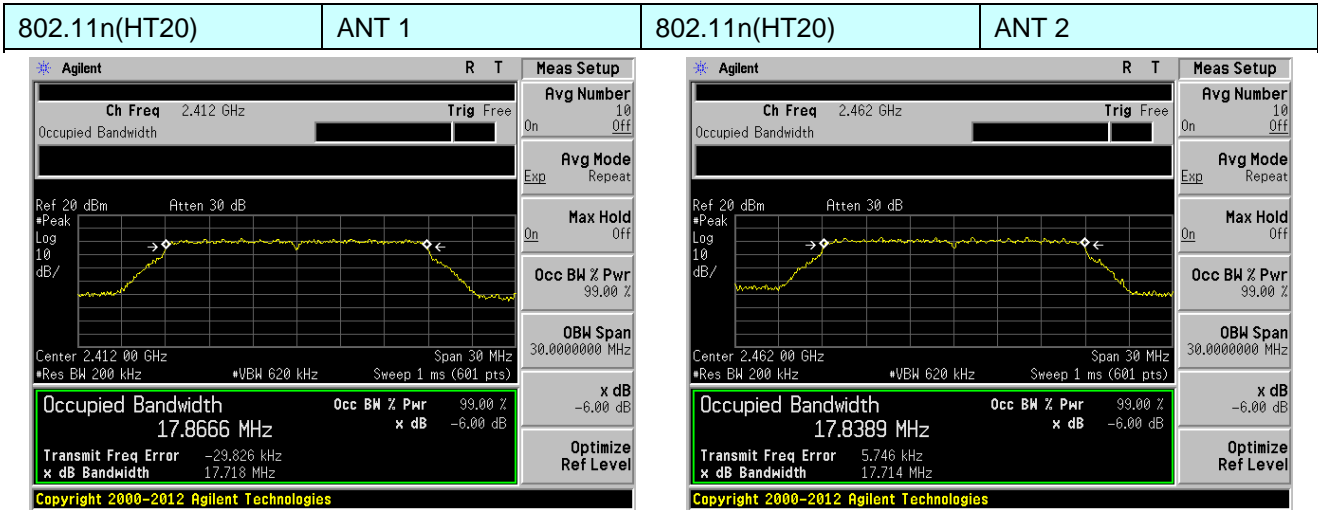 802.11n(HT20) ANT 1 802.11n(HT20) ANT 2
Agilent R T Meas Setup
Ch Freq 2.412 GHz Trig Free
Occupied Bandwidth
Avg Number
10
On Off
Avg Mode
Exp Repeat
Max Hold
On Off
Occ BW % Pwr
99.00 %
OBW Span
30.0000000 MHz
x dB
-6.00 dB
Optimize
Ref Level
Ref 20 dBm Atten 30 dB
#Peak
Log
10
dB/
Center 2.412 00 GHz Span 30 MHz
#Res BW 200 kHz #VBW 620 kHz Sweep 1 ms (601 pts)
Occupied Bandwidth Occ BW % Pwr 99.00 %
17.8666 MHz x dB -6.00 dB
Transmit Freq Error -29.826 kHz
x dB Bandwidth 17.718 MHz
Copyright 2000-2012 Agilent Technologies
Agilent R T Meas Setup
Ch Freq 2.462 GHz Trig Free
Occupied Bandwidth
Avg Number
10
On Off
Avg Mode
Exp Repeat
Max Hold
On Off
Occ BW % Pwr
99.00 %
OBW Span
30.0000000 MHz
x dB
-6.00 dB
Optimize
Ref Level
Ref 20 dBm Atten 30 dB
#Peak
Log
10
dB/
Center 2.462 00 GHz Span 30 MHz
#Res BW 200 kHz #VBW 620 kHz Sweep 1 ms (601 pts)
Occupied Bandwidth Occ BW % Pwr 99.00 %
17.8389 MHz x dB -6.00 dB
Transmit Freq Error 5.746 kHz
x dB Bandwidth 17.714 MHz
Copyright 2000-2012 Agilent Technologies